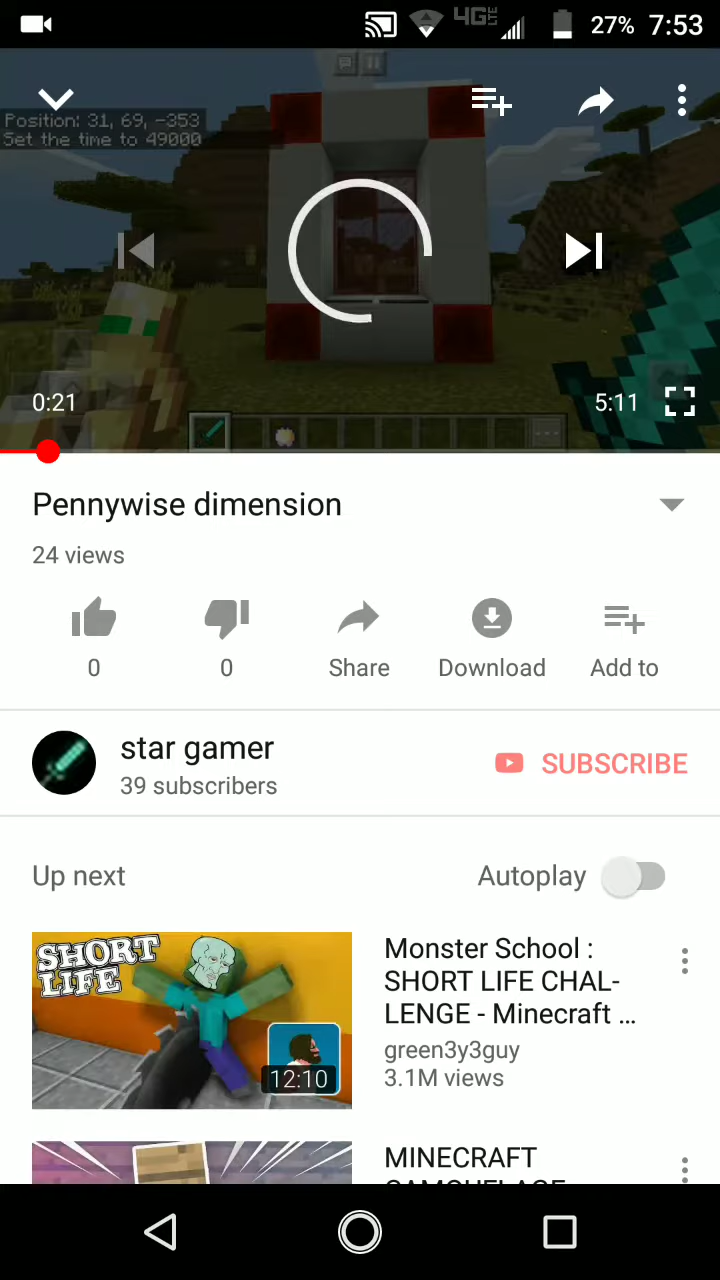 4G LTE 27% 7:53
Position: 31, 69, -353
Set the time to 49000
0:21 5:11
Pennywise dimension
24 views
0 0 Share Download Add to
star gamer
39 subscribers
SUBSCRIBE
Up next Autoplay
SHORT
LIFE
12:10
Monster School :
SHORT LIFE CHAL-
LENGE - Minecraft ...
green3y3guy
3.1M views
MINECRAFT